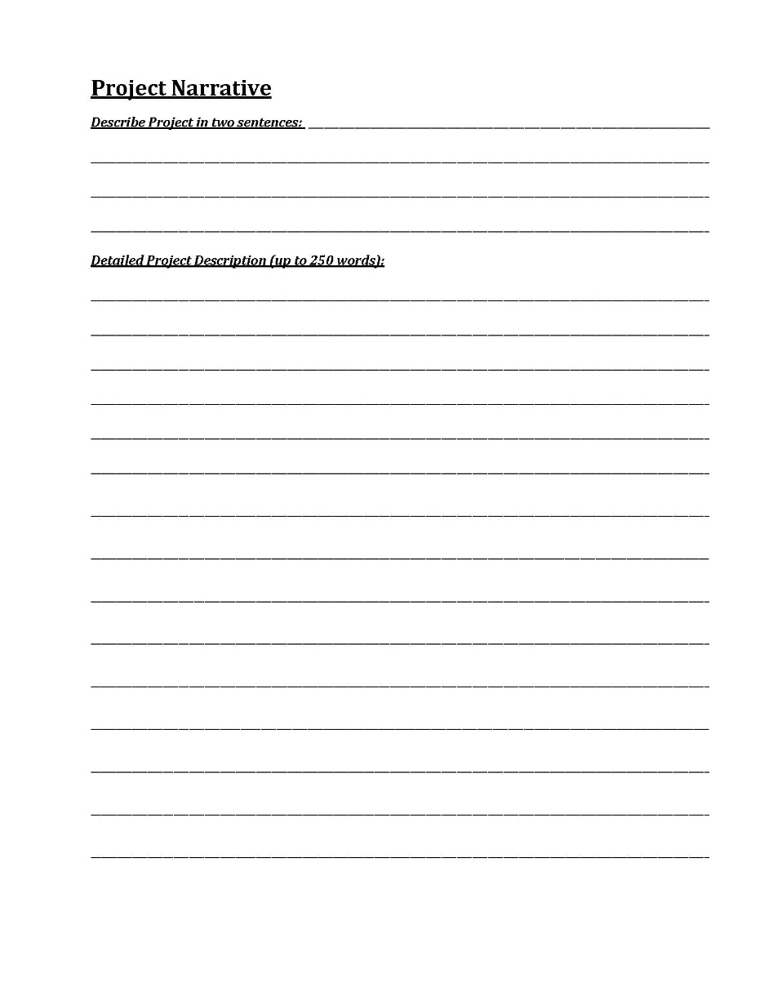 Project Narrative
Describe Project in two sentences:
Detailed Project Description (up to 250 words):